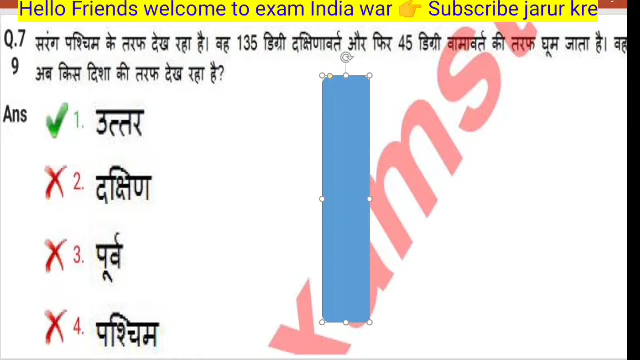 Hello Friends welcome to exam India war 👉 Subscribe jarur kre
Q.7 सरंग पश्चिम के तरफ देख रहा है। वह 135 डिग्री दक्षिणावर्त और फिर 45 डिग्री वामावर्त की तरफ घूम जाता है। वह
9 अब किस दिशा की तरफ देख रहा है?
Ans 1. उत्तर
2. दक्षिण
3. पूर्व
4. पश्चिम